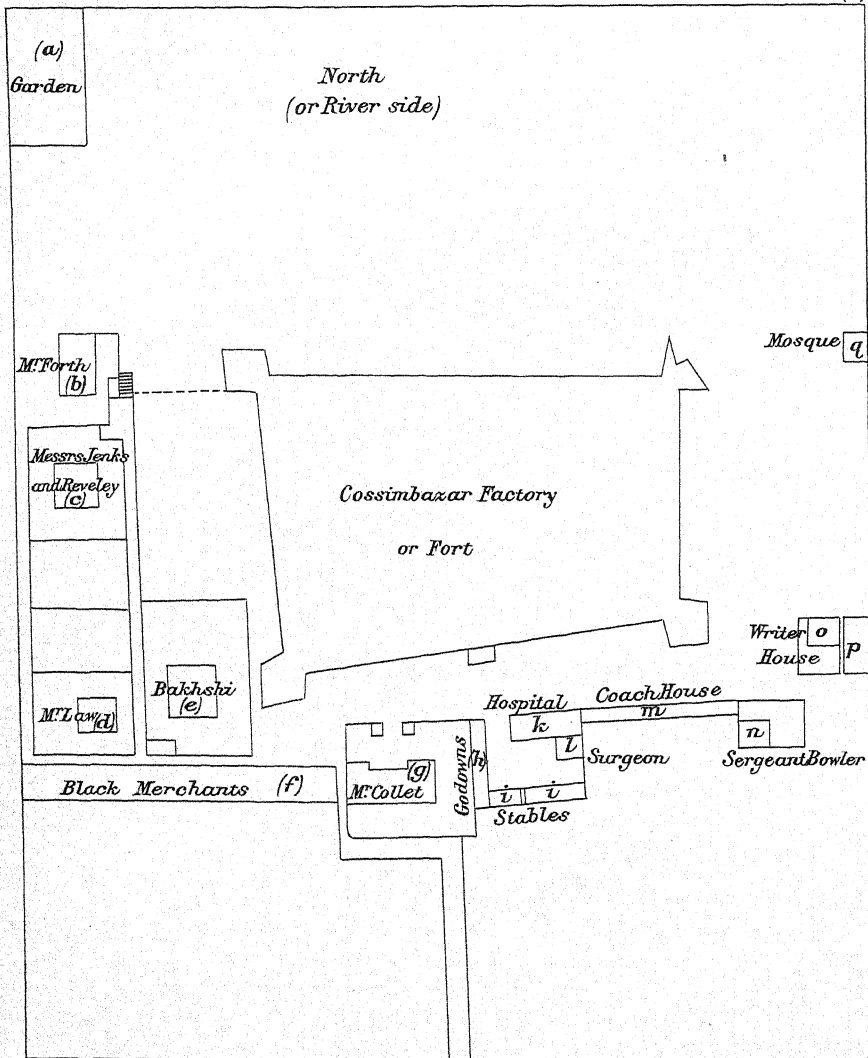 (a)
Garden
North
(or River side)
Mosque q
Mr. Forth
(b)
Messrs Jenks
and Reveley
(c)
Cossimbazar Factory
or Fort
Writer o
House
P
Bakhshi
(e)
Mr. Law (d)
Hospital
k
Coach House
m
l
Surgeon
n
Sergeant Bowler
Godowns (h)
(g)
Mr. Collet
i i
Stables
Black Merchants (f)